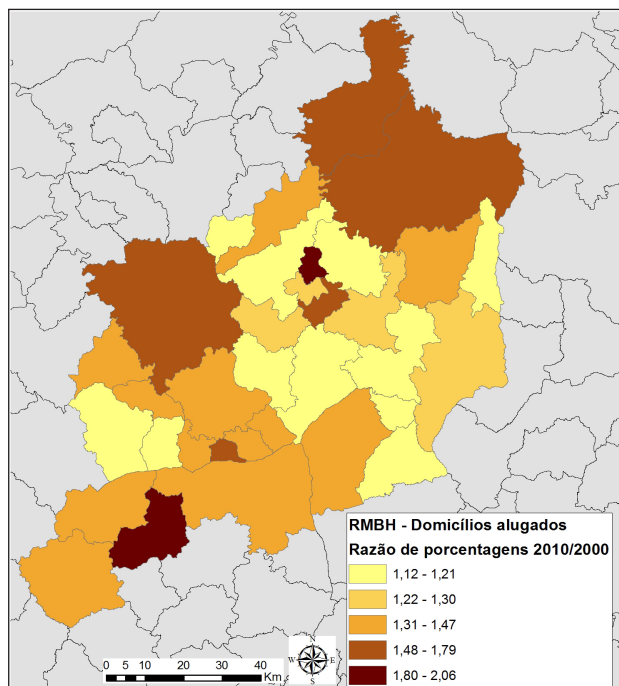 RMBH - Domicílios alugados
Razão de porcentagens 2010/2000
1,12 - 1,21
1,22 - 1,30
1,31 - 1,47
1,48 - 1,79
1,80 - 2,06
N
W E
S
0 5 10 20 30 40
Km